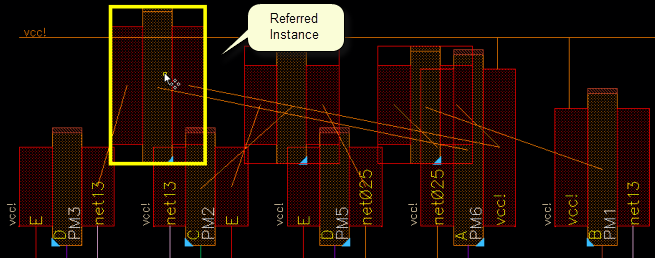 vcc!
Referred
Instance
vcc!
E
D
PM3
net13
vcc!
net13
C
PM2
E
vcc!
E
D
PM5
net025
vcc!
net025
A
PM6
vcc!
vcc!
vcc!
B
PM1
net13